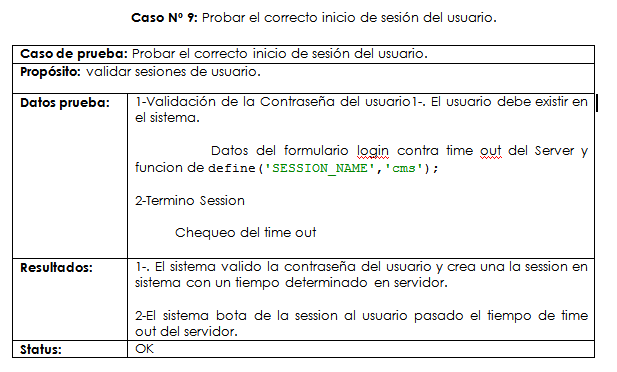 Caso Nº 9: Probar el correcto inicio de sesión del usuario.
Caso de prueba: Probar el correcto inicio de sesión del usuario.
Propósito: validar sesiones de usuario.
Datos prueba: 1-Validación de la Contraseña del usuario1-. El usuario debe existir en
el sistema.
Datos del formulario login contra time out del Server y
funcion de define('SESSION_NAME','cms');
2-Termino Session
Chequeo del time out
Resultados: 1-. El sistema valido la contraseña del usuario y crea una la session en
sistema con un tiempo determinado en servidor.
2-El sistema bota de la session al usuario pasado el tiempo de time
out del servidor.
Status: OK